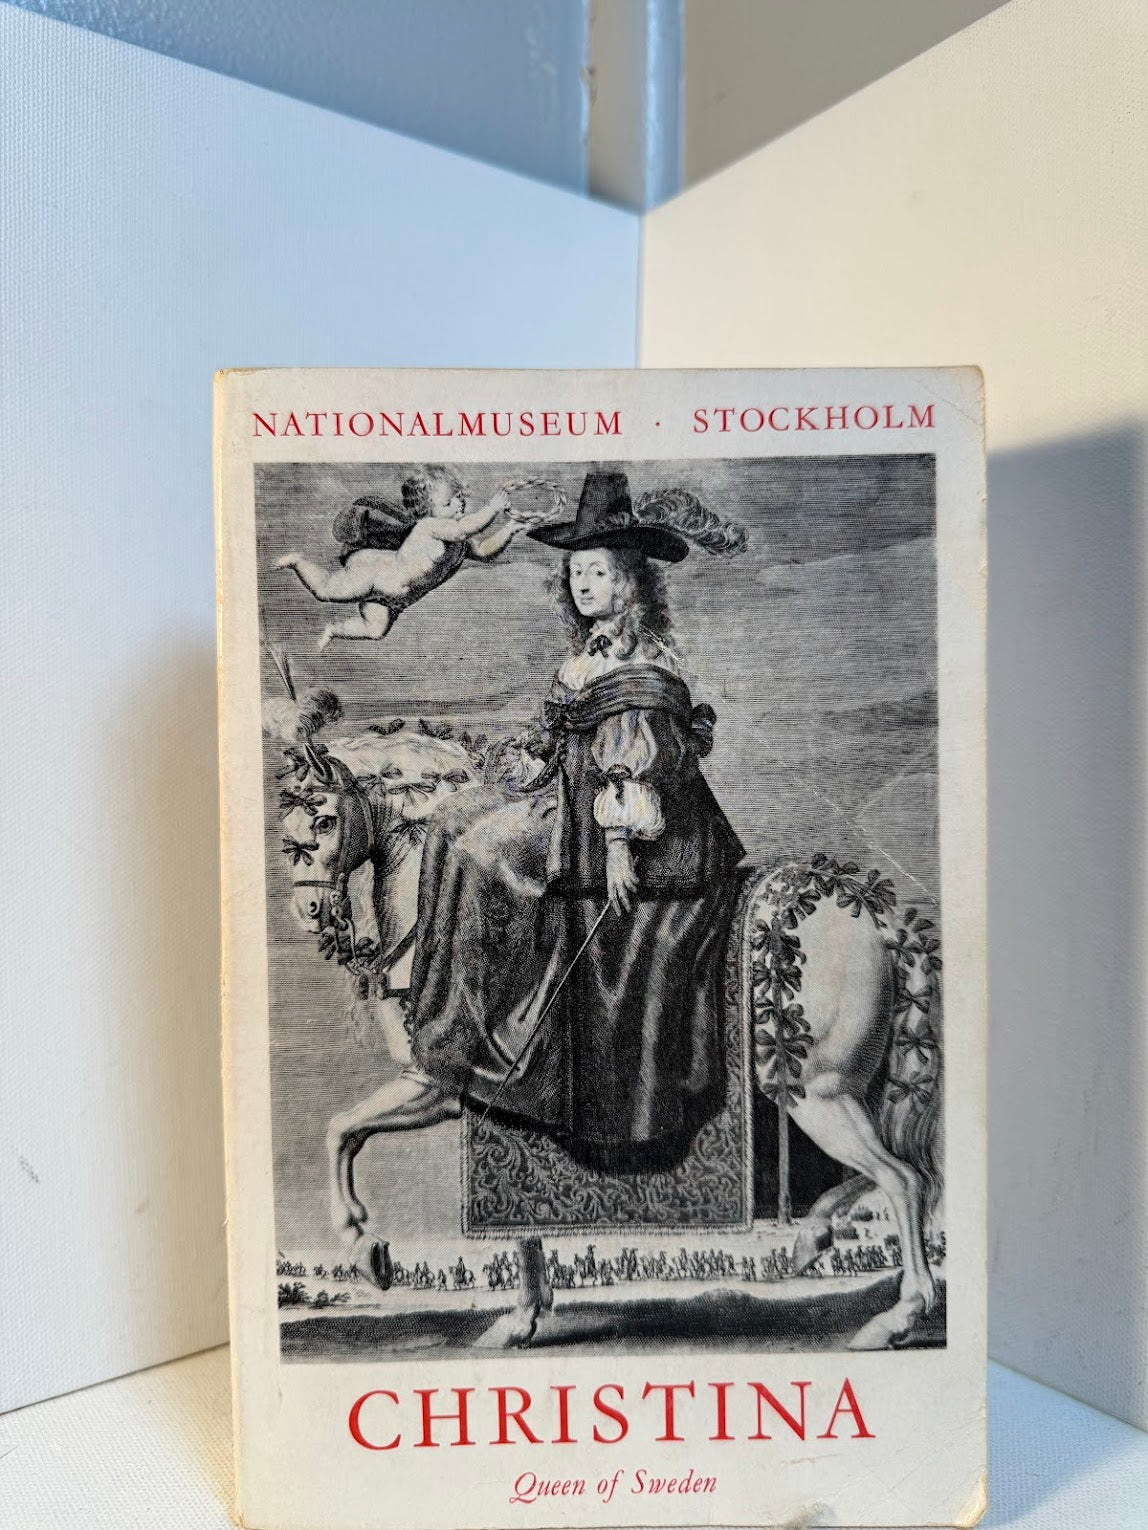 NATIONALMUSEUM · STOCKHOLM
CHRISTINA
Queen of Sweden